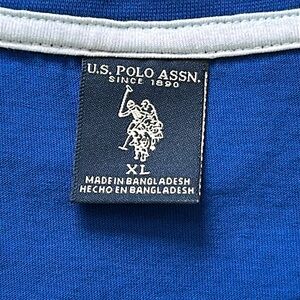 U.S. POLO ASSN.
SINCE 1890
XL
MADE IN BANGLADESH
HECHO EN BANGLADESH